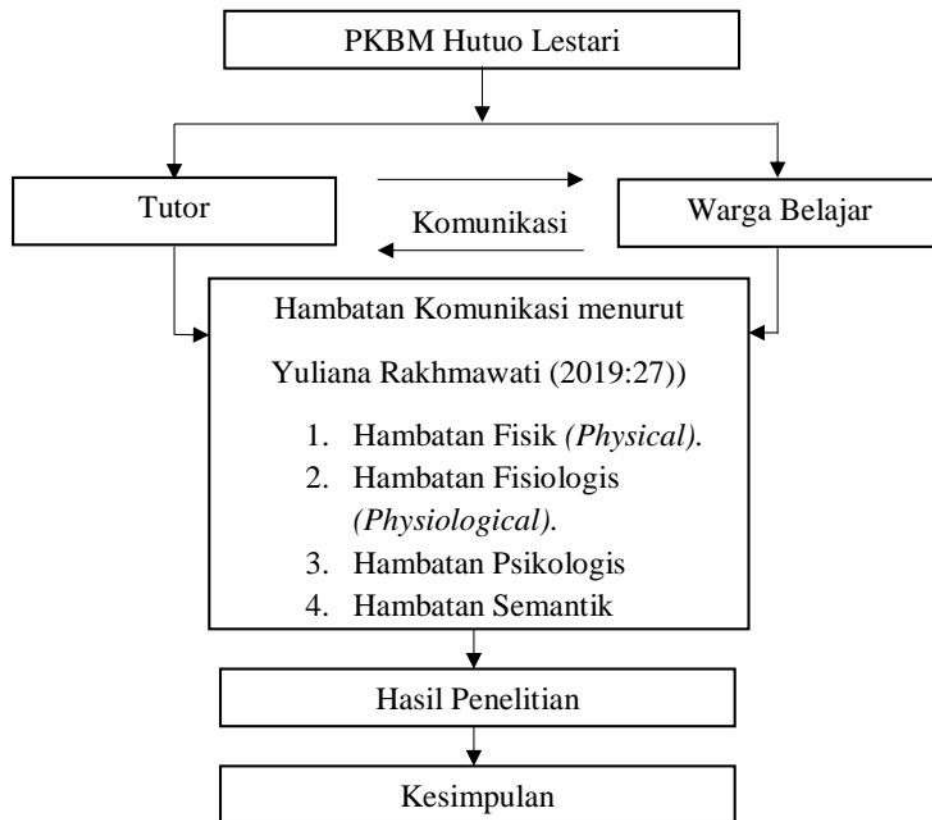 PKBM Hutuo Lestari
Tutor
Komunikasi
Warga Belajar
Hambatan Komunikasi menurut
Yuliana Rakhmawati (2019:27))
1. Hambatan Fisik (Physical).
2. Hambatan Fisiologis
(Physiological).
3. Hambatan Psikologis
4. Hambatan Semantik
Hasil Penelitian
Kesimpulan